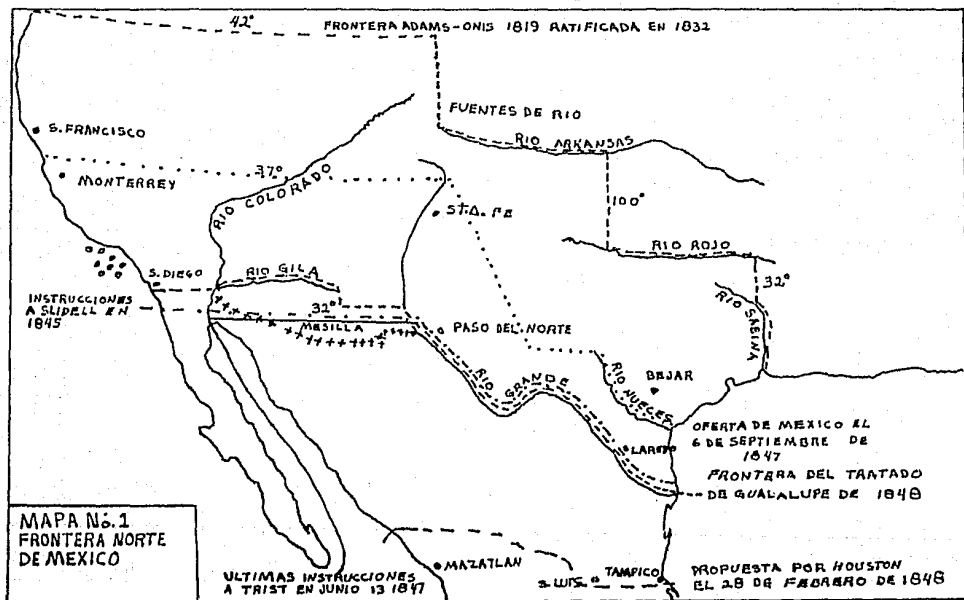 42°
FRONTERA ADAMS-ONIS 1819 RATIFICADA EN 1832
FUENTES DE RIO
RIO ARKANSAS
S. FRANCISCO
MONTERREY
37°
RIO COLORADO
STA. FE
100°
RIO ROJO
32°
RIO SABINA
S. DIEGO
RIO GILA
INSTRUCCIONES
A SLIDELL EN
1845
32°
MESILLA
PASO DEL NORTE
RIO GRANDE
RIO NUECES
BEJAR
LAREDO
OFERTA DE MEXICO EL
6 DE SEPTIEMBRE DE
1847
FRONTERA DEL TRATADO
DE GUALALUPE DE 1848
MAPA No.1
FRONTERA NORTE
DE MEXICO
MAZATLAN
S. LUIS
TAMPICO
ULTIMAS INSTRUCCIONES
A TRIST EN JUNIO 13 1847
PROPUESTA POR HOUSTON
EL 28 DE FEBRERO DE 1848